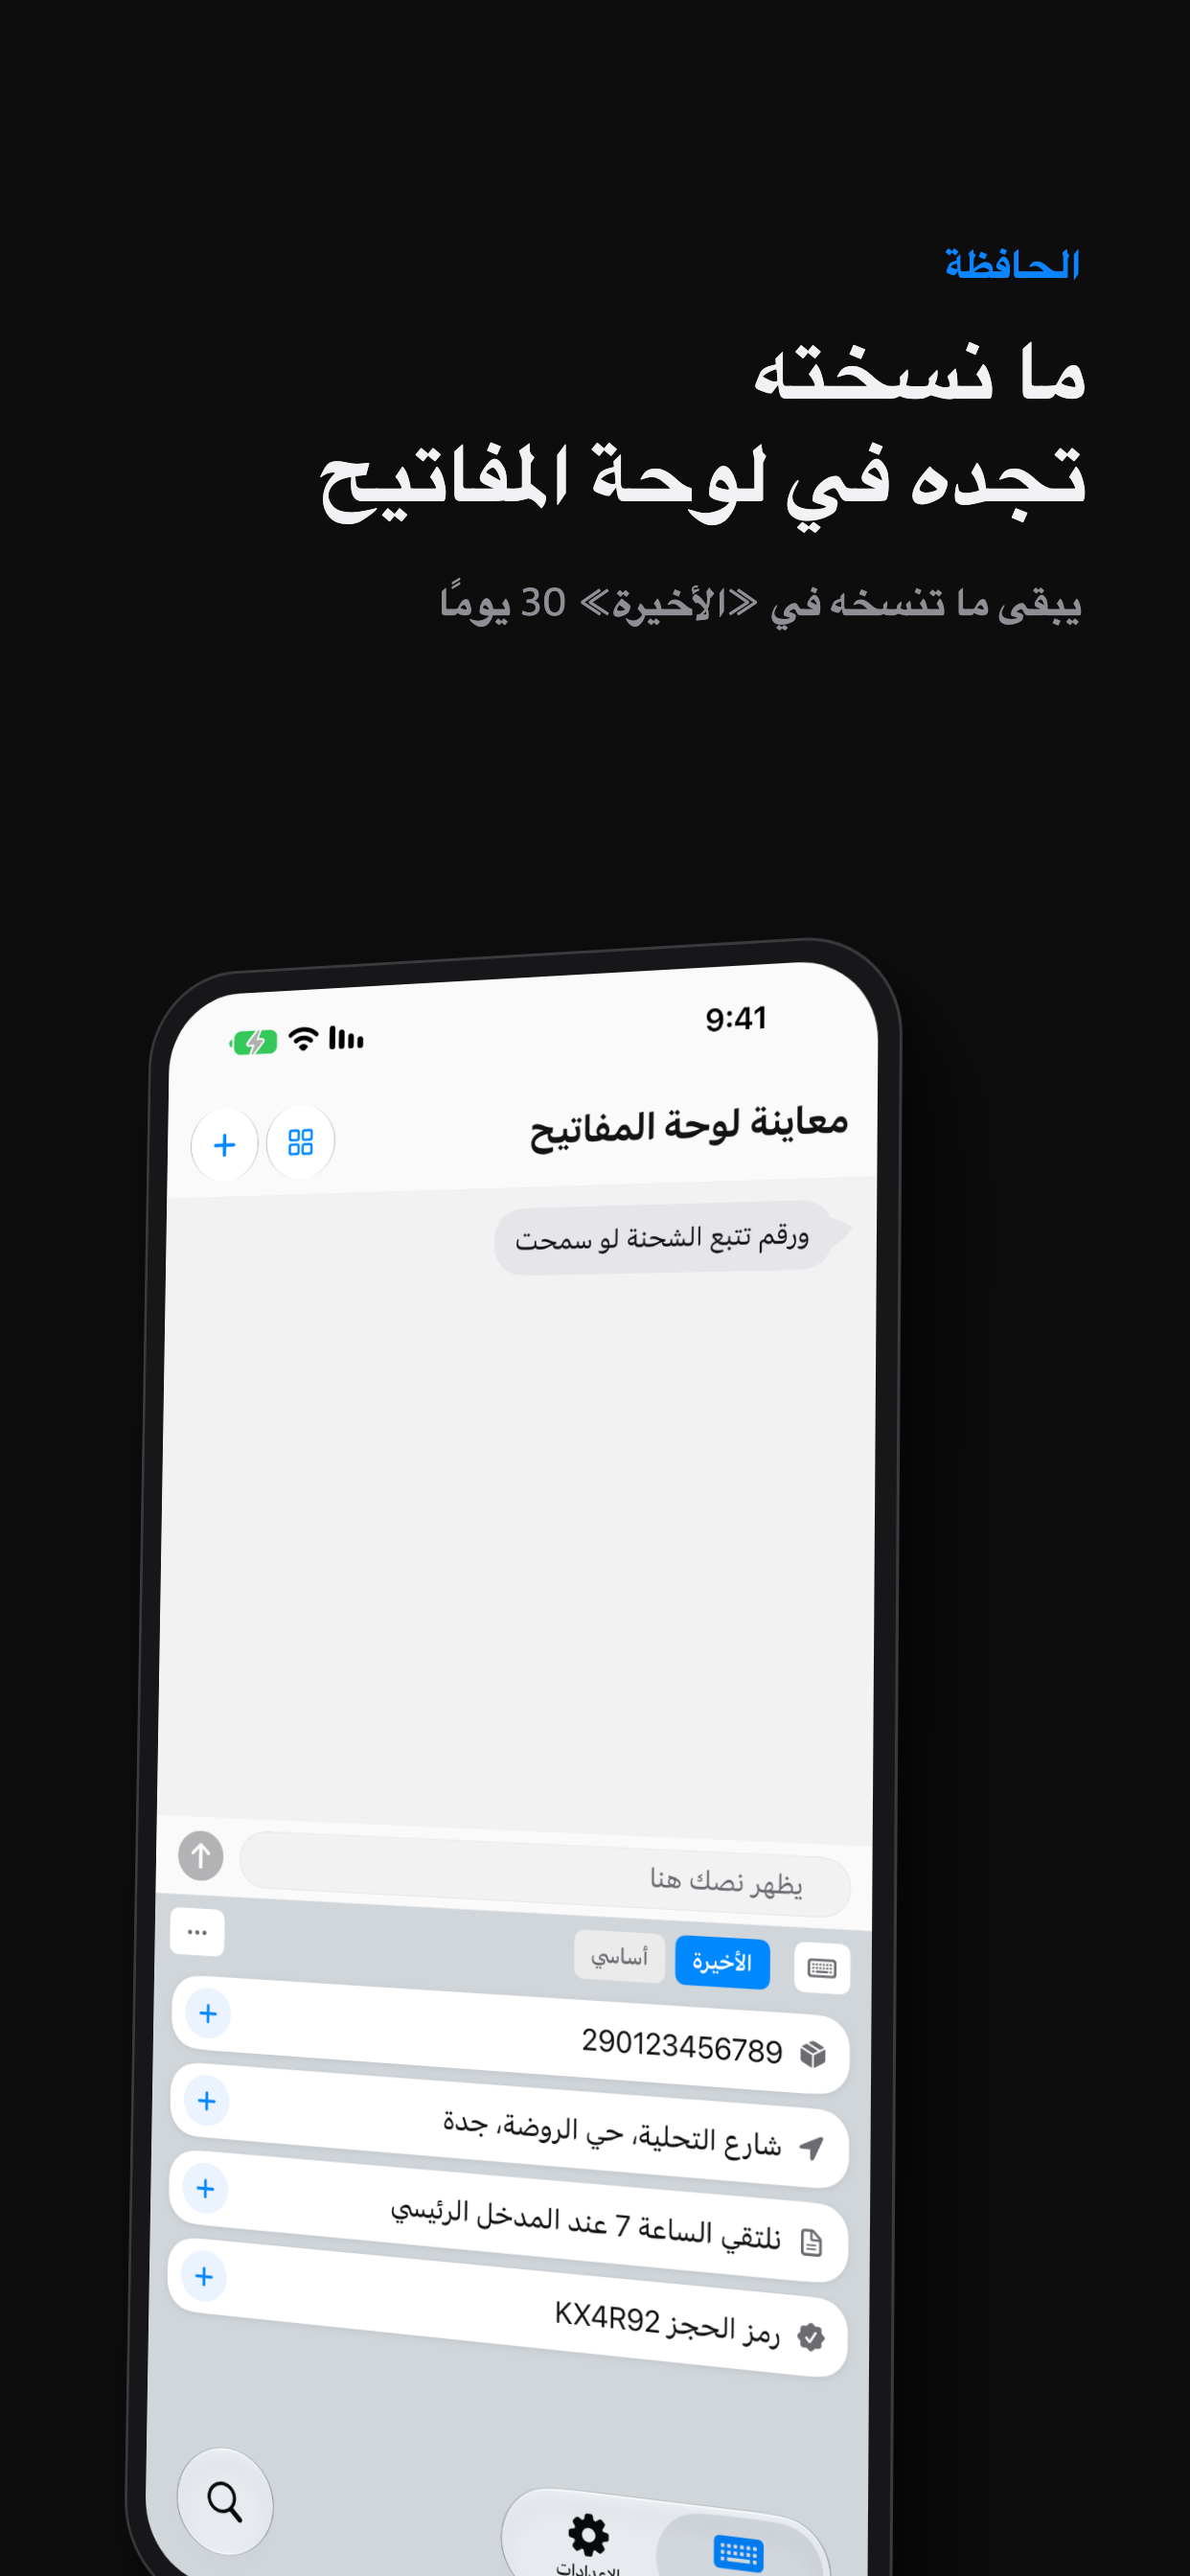 الحافظة
ما نسخته
تجده في لوحة المفاتيح
يبقى ما تنسخه في «الأخيرة» 30 يومًا
9:41
معاينة لوحة المفاتيح
ورقم تتبع الشحنة لو سمحت
يظهر نصك هنا
الأخيرة
أساسي
290123456789
شارع التحلية، حي الروضة، جدة
نلتقي الساعة 7 عند المدخل الرئيسي
رمز الحجز KX4R92